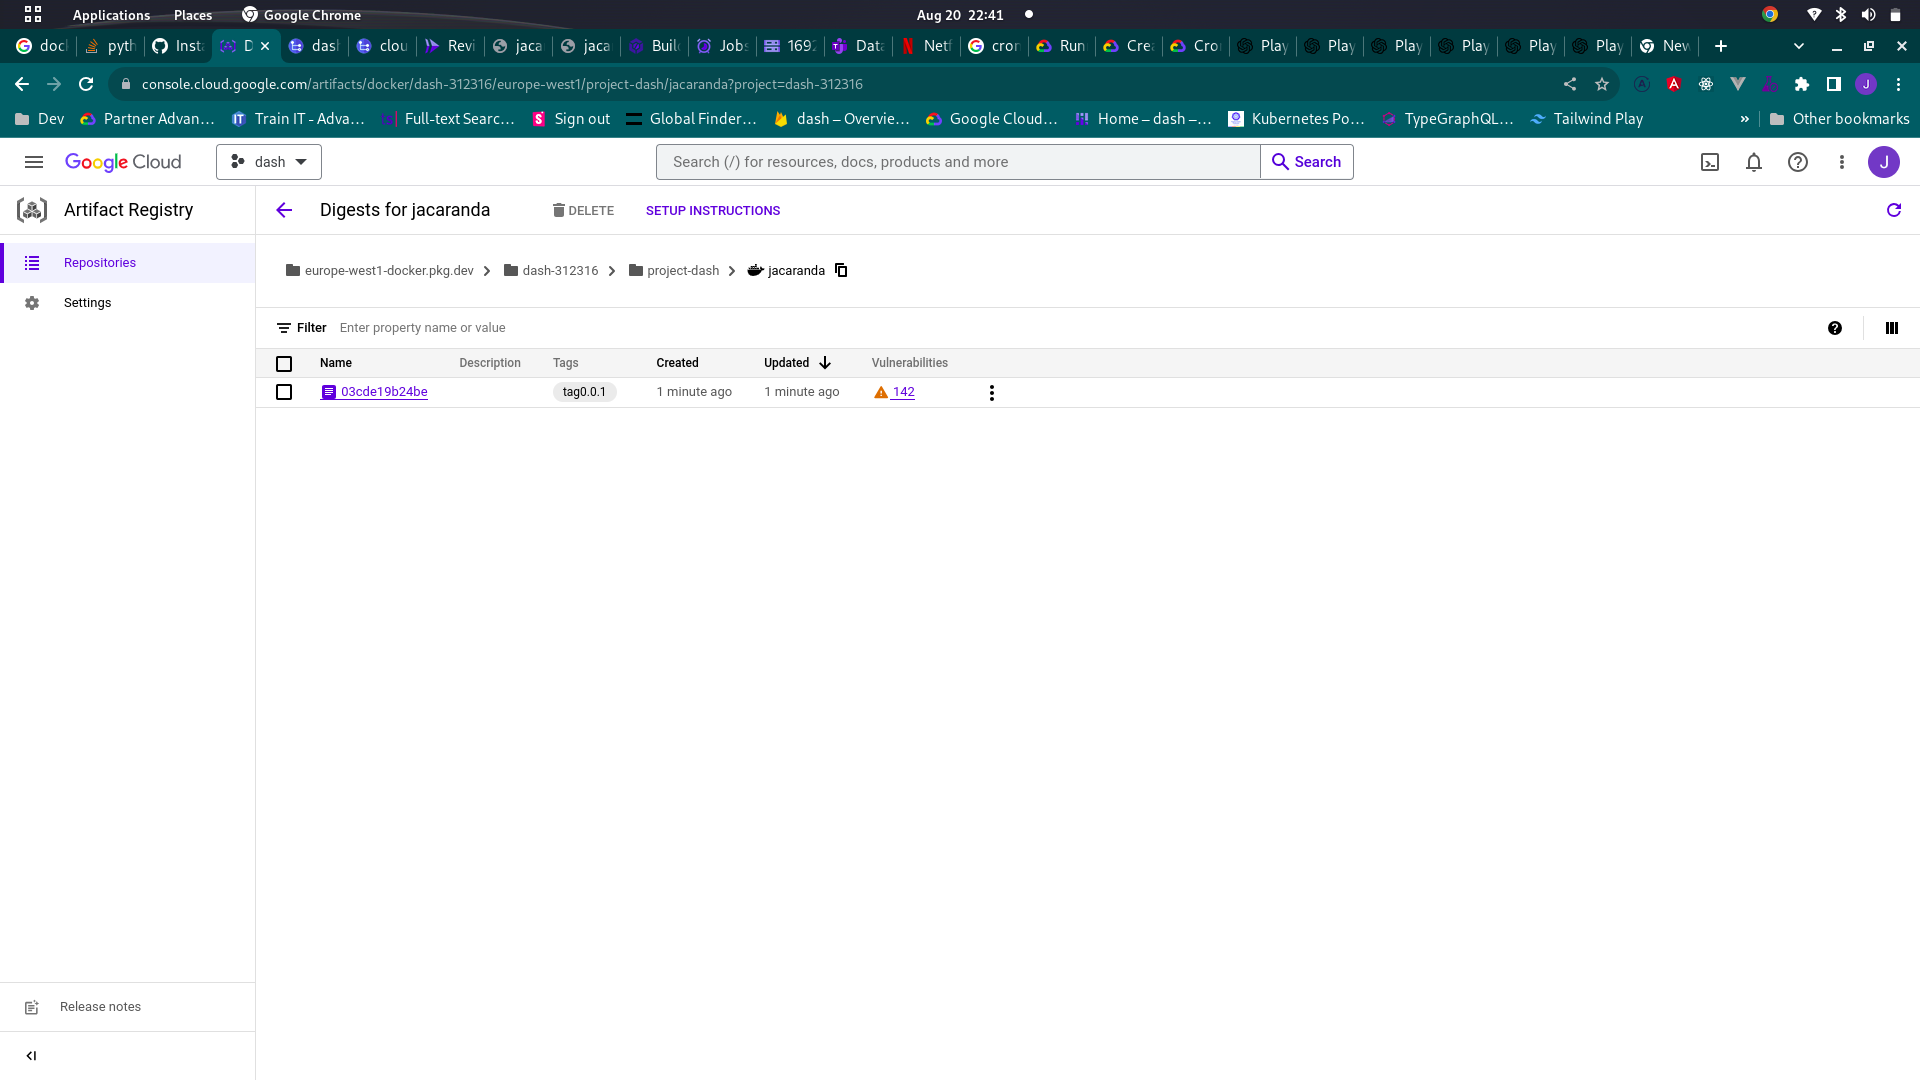 Applications Places Google Chrome Aug 20 22:41
docl pyth Insta D dash clou Revi jaca jaca Build Jobs 1692 Data Netf cron Run Crea Cron Play Play Play Play Play Play New
console.cloud.google.com/artifacts/docker/dash-312316/europe-west1/project-dash/jacaranda?project=dash-312316 J
Dev Partner Advan... Train IT - Adva... Full-text Searc... Sign out Global Finder... dash – Overvie... Google Cloud... Home – dash –... Kubernetes Po... TypeGraphQL... Tailwind Play » Other bookmarks
Google Cloud dash Search (/) for resources, docs, products and more Search J
Artifact Registry Digests for jacaranda DELETE SETUP INSTRUCTIONS
Repositories
Settings
europe-west1-docker.pkg.dev dash-312316 project-dash jacaranda
Filter Enter property name or value
Name Description Tags Created Updated Vulnerabilities
03cde19b24be tag0.0.1 1 minute ago 1 minute ago 142
Release notes